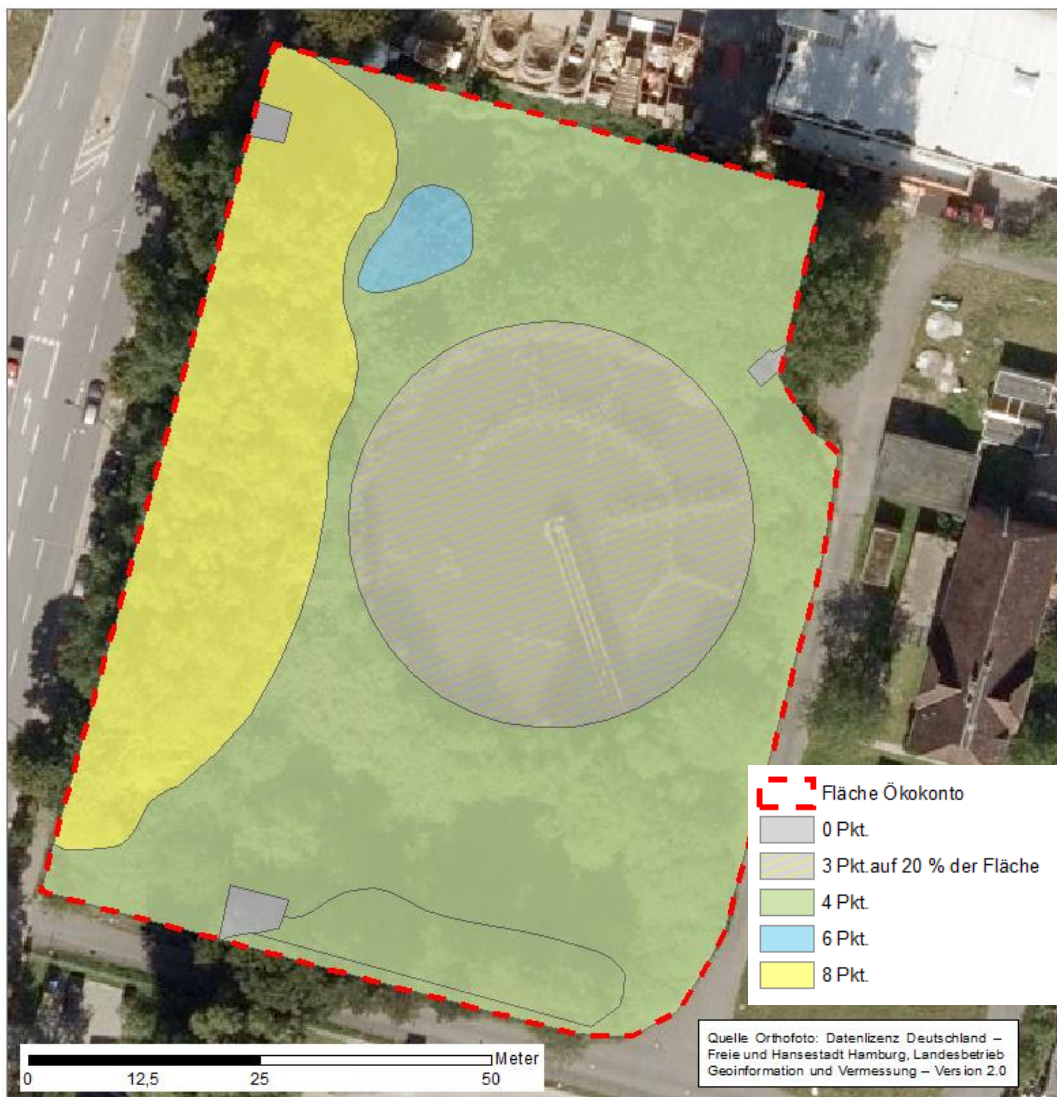 Fläche Ökokonto
0 Pkt.
3 Pkt.auf 20 % der Fläche
4 Pkt.
6 Pkt.
8 Pkt.
Meter
0 12,5 25 50
Quelle Orthofoto: Datenlizenz Deutschland –
Freie und Hansestadt Hamburg, Landesbetrieb
Geoinformation und Vermessung – Version 2.0